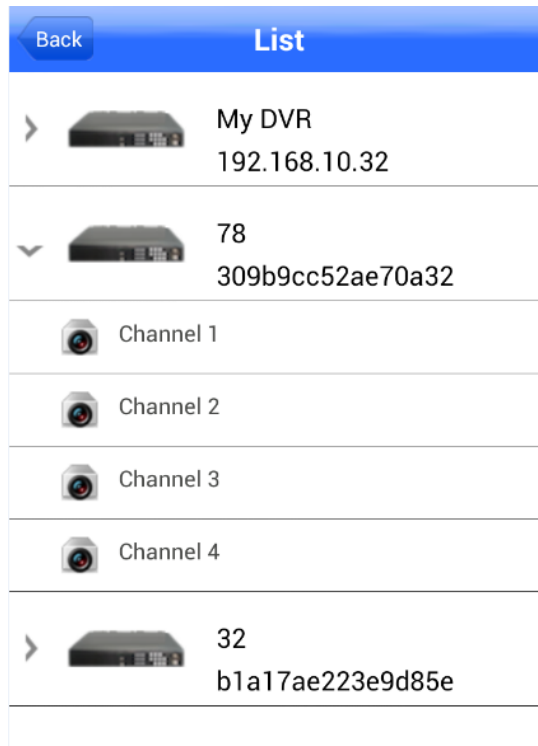 Back
List
My DVR
192.168.10.32
78
309b9cc52ae70a32
Channel 1
Channel 2
Channel 3
Channel 4
32
b1a17ae223e9d85e